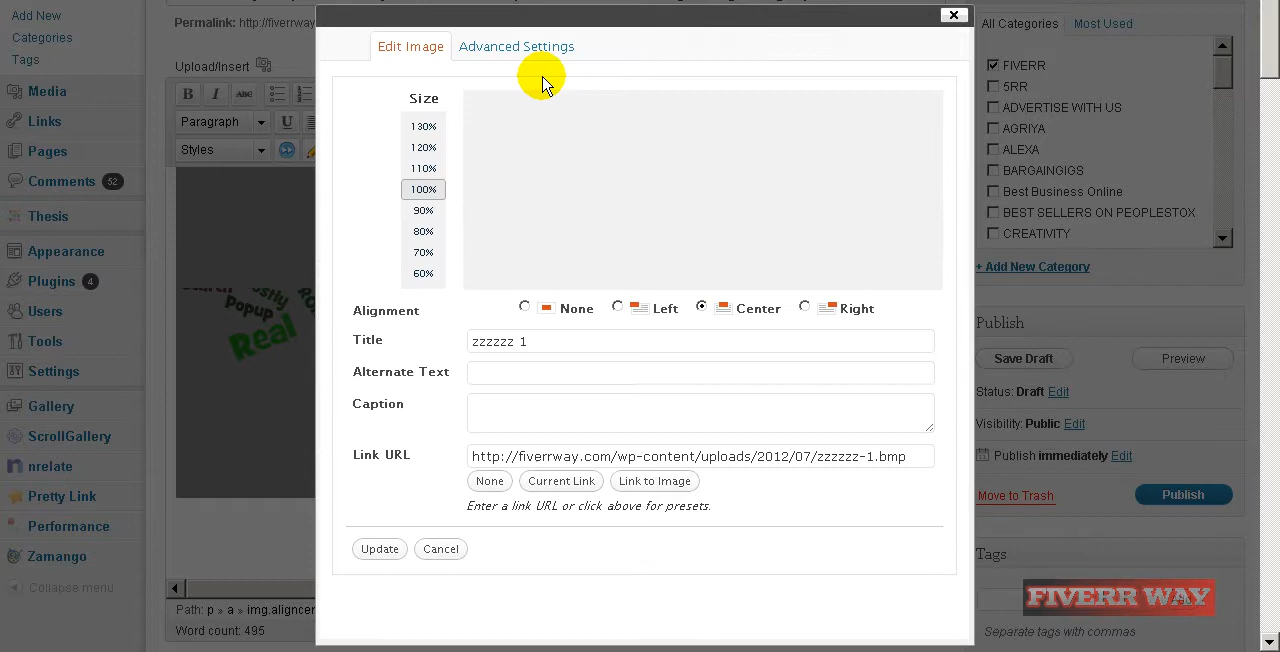 Add New
Categories
Tags
Media
Links
Pages
Comments 52
Thesis
Appearance
Plugins 4
Users
Tools
Settings
Gallery
ScrollGallery
nrelate
Pretty Link
Performance
Zamango
Collapse menu
Permalink: http://fiverrway
Upload/Insert
B I ABC
Paragraph U
Styles
Popup
Real
Path: p » a » img.alignce
Word count: 495
Edit Image Advanced Settings
Size
130%
120%
110%
100%
90%
80%
70%
60%
Alignment None Left Center Right
Title zzzzzz 1
Alternate Text
Caption
Link URL http://fiverrway.com/wp-content/uploads/2012/07/zzzzzz-1.bmp
None Current Link Link to Image
Enter a link URL or click above for presets.
Update Cancel
All Categories Most Used
FIVERR
5RR
ADVERTISE WITH US
AGRIYA
ALEXA
BARGAINGIGS
Best Business Online
BEST SELLERS ON PEOPLESTOX
CREATIVITY
+ Add New Category
Publish
Save Draft Preview
Status: Draft Edit
Visibility: Public Edit
Publish immediately Edit
Move to Trash Publish
Tags
FIVERR WAY
Separate tags with commas